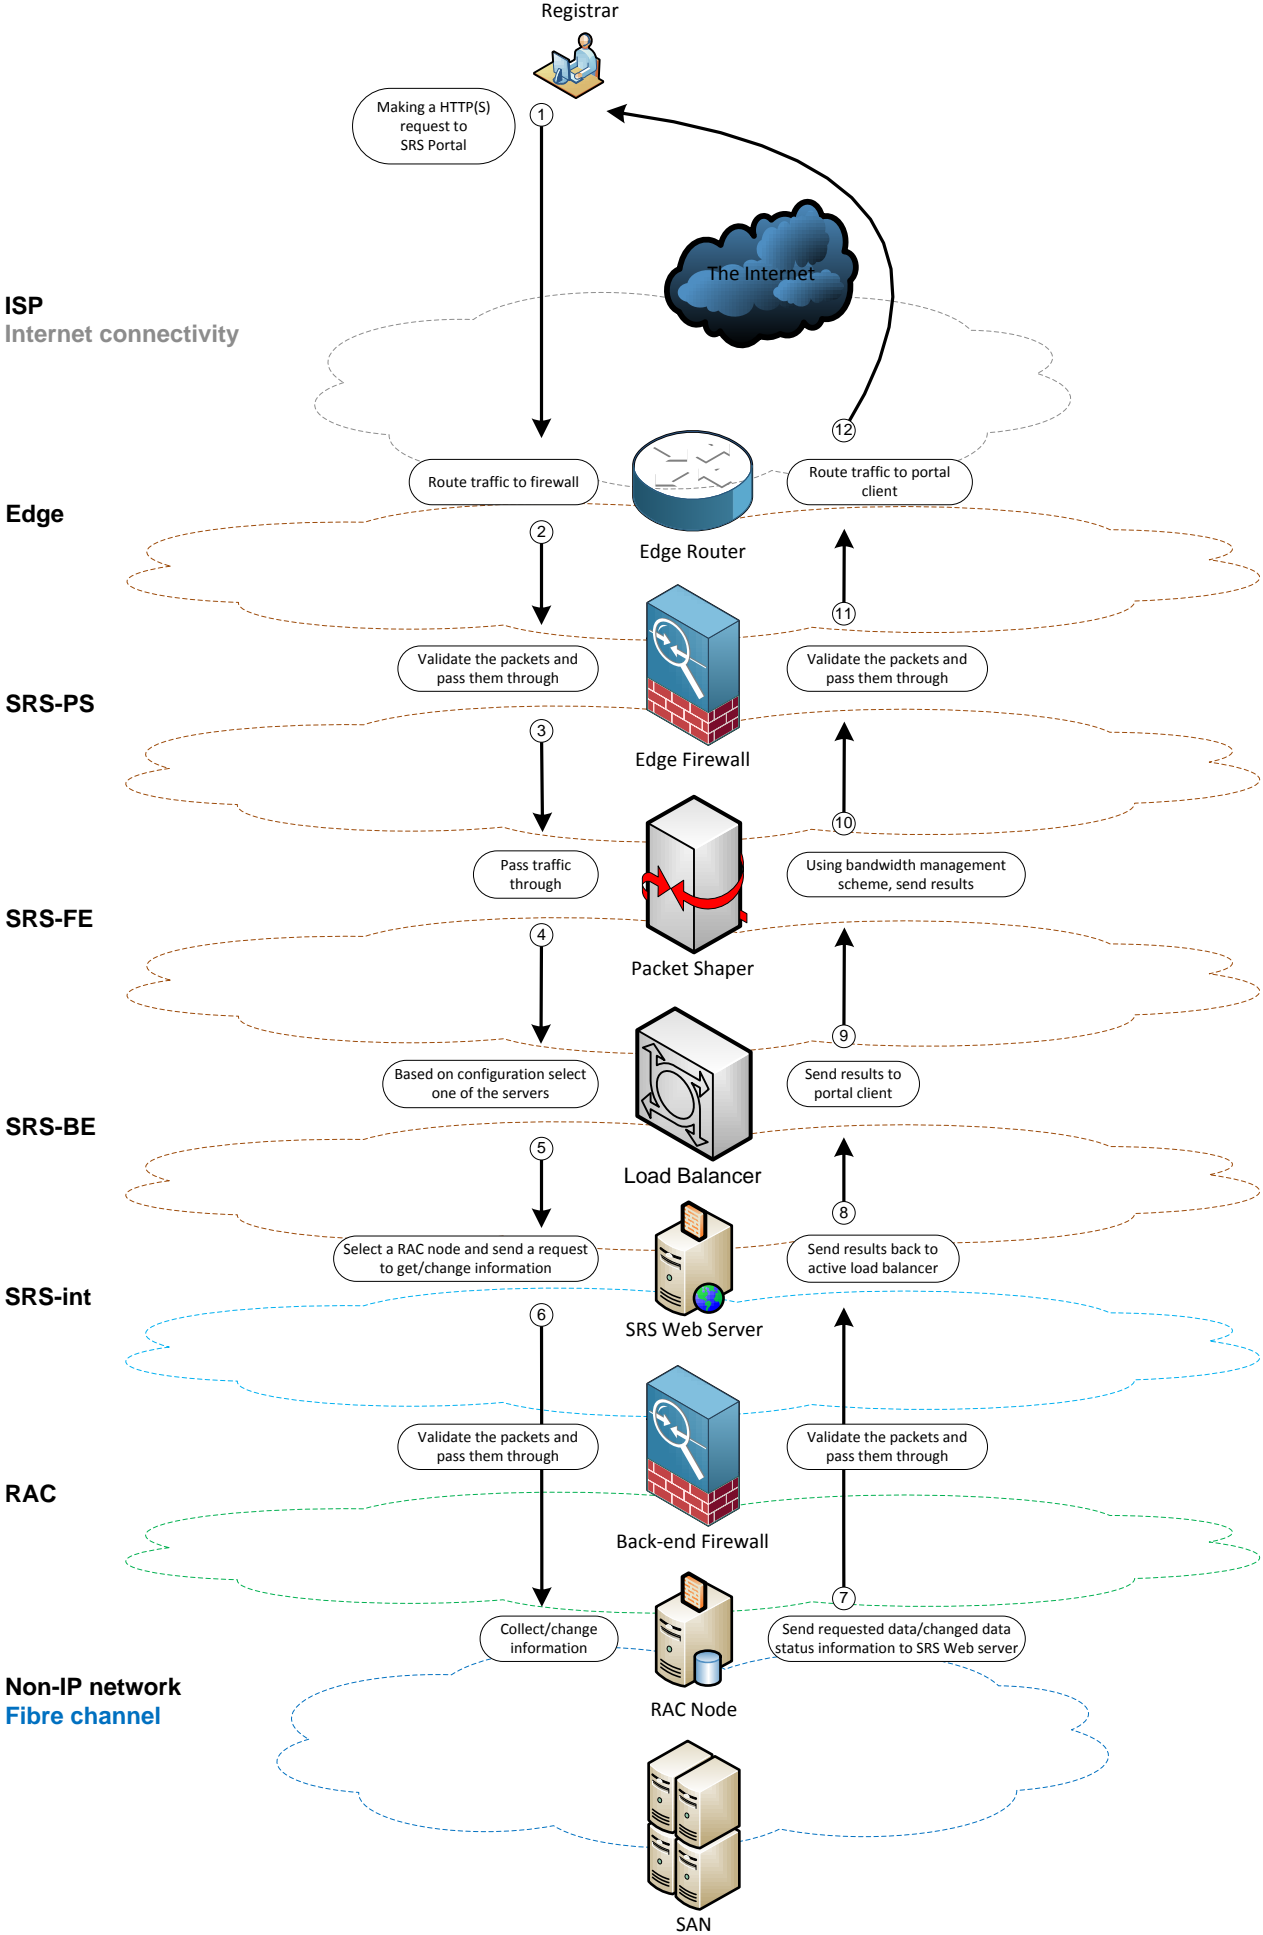 Registrar
Making a HTTP(S)
request to
SRS Portal
1
The Internet
ISP
Internet connectivity
12
Route traffic to firewall
Route traffic to portal
client
Edge
2
Edge Router
11
Validate the packets and
pass them through
Validate the packets and
pass them through
SRS-PS
3
Edge Firewall
10
Pass traffic
through
Using bandwidth management
scheme, send results
SRS-FE
4
Packet Shaper
9
Based on configuration select
one of the servers
Send results to
portal client
SRS-BE
5
Load Balancer
8
Select a RAC node and send a request
to get/change information
Send results back to
active load balancer
SRS-int
6
SRS Web Server
Validate the packets and
pass them through
Validate the packets and
pass them through
RAC
Back-end Firewall
7
Collect/change
information
Send requested data/changed data
status information to SRS Web server
Non-IP network
Fibre channel
RAC Node
SAN